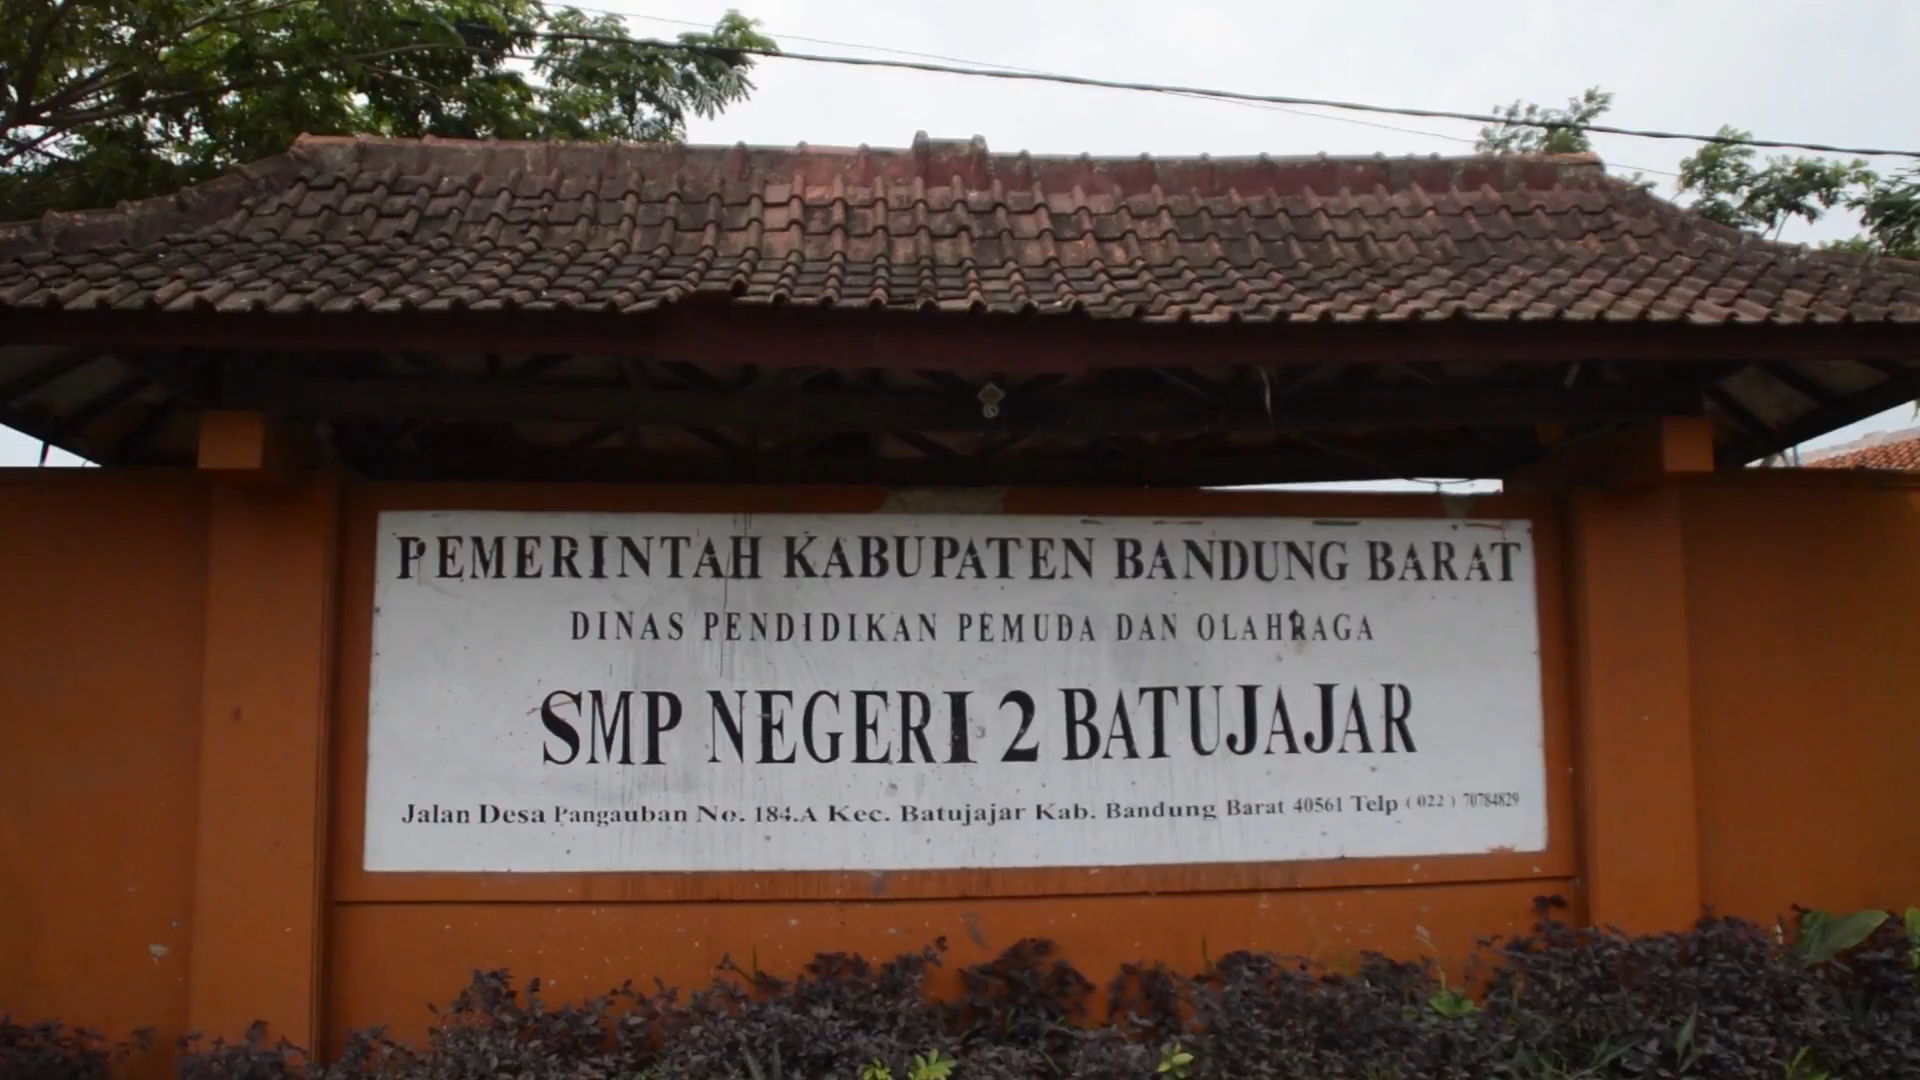 PEMERINTAH KABUPATEN BANDUNG BARAT
DINAS PENDIDIKAN PEMUDA DAN OLAHRAGA
SMP NEGERI 2 BATUJAJAR
Jalan Desa Pangauban No. 184.A Kec. Batujajar Kab. Bandung Barat 40561 Telp (022) 70784829